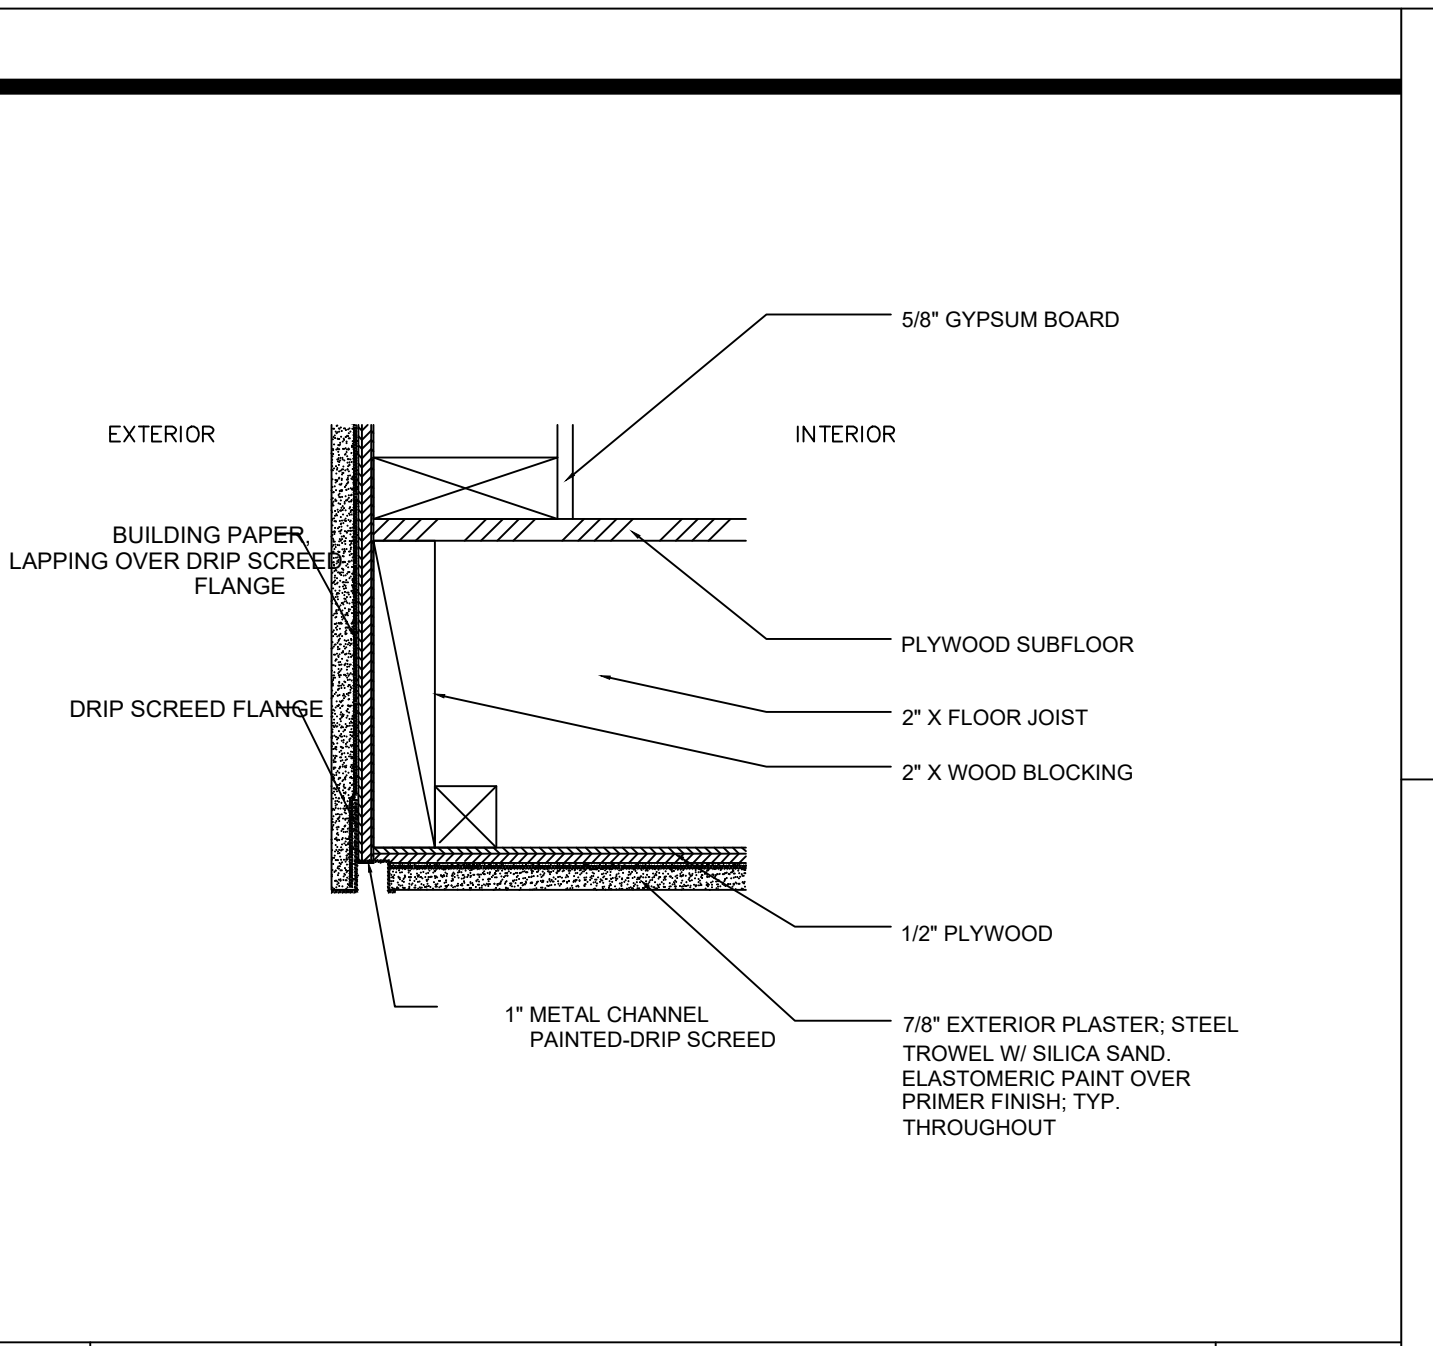 5/8" GYPSUM BOARD
EXTERIOR
INTERIOR
BUILDING PAPER,
LAPPING OVER DRIP SCREED
FLANGE
PLYWOOD SUBFLOOR
DRIP SCREED FLANGE
2" X FLOOR JOIST
2" X WOOD BLOCKING
1/2" PLYWOOD
1" METAL CHANNEL
PAINTED-DRIP SCREED
7/8" EXTERIOR PLASTER; STEEL
TROWEL W/ SILICA SAND.
ELASTOMERIC PAINT OVER
PRIMER FINISH; TYP.
THROUGHOUT